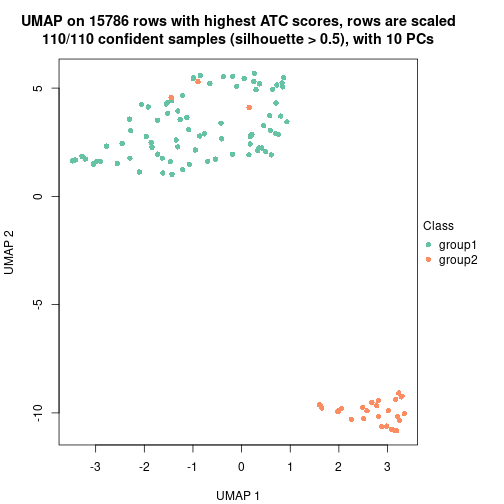 UMAP on 15786 rows with highest ATC scores, rows are scaled
110/110 confident samples (silhouette > 0.5), with 10 PCs
5
0
-5
-10
UMAP 2
Class
group1
group2
-3 -2 -1 0 1 2 3
UMAP 1